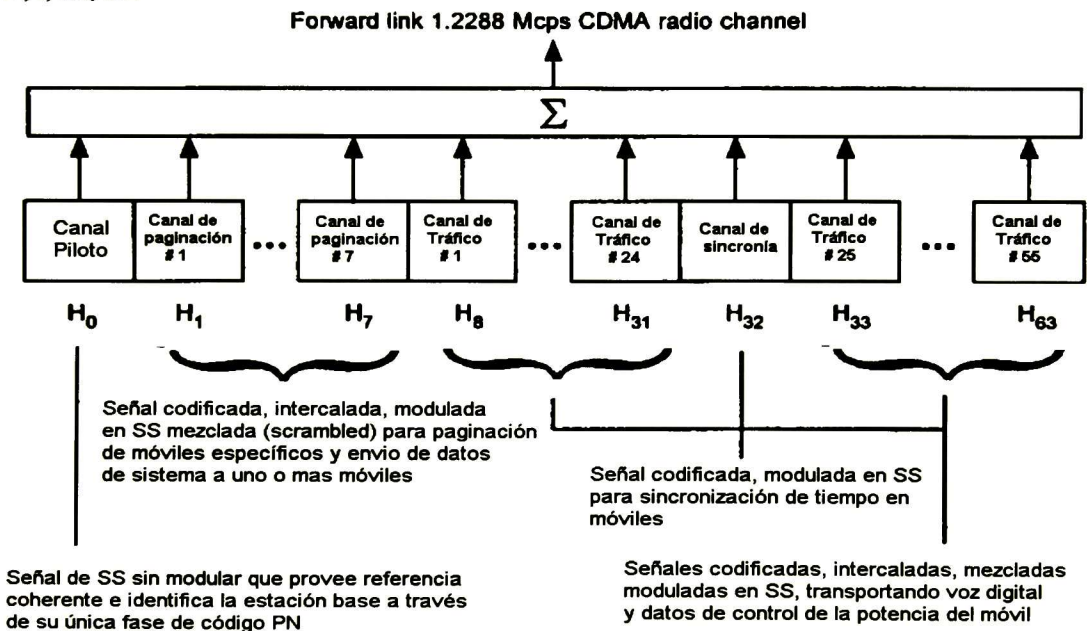 Forward link 1.2288 Mcps CDMA radio channel
Σ
Canal Piloto
Canal de paginación # 1
...
Canal de paginación # 7
Canal de Tráfico # 1
...
Canal de Tráfico # 24
Canal de sincronía
Canal de Tráfico # 25
...
Canal de Tráfico # 55
H0 H1 H7 H8 H31 H32 H33 H63
Señal codificada, intercalada, modulada
en SS mezclada (scrambled) para paginación
de móviles específicos y envio de datos
de sistema a uno o mas móviles
Señal codificada, modulada en SS
para sincronización de tiempo en
móviles
Señal de SS sin modular que provee referencia
coherente e identifica la estación base a través
de su única fase de código PN
Señales codificadas, intercaladas, mezcladas
moduladas en SS, transportando voz digital
y datos de control de la potencia del móvil